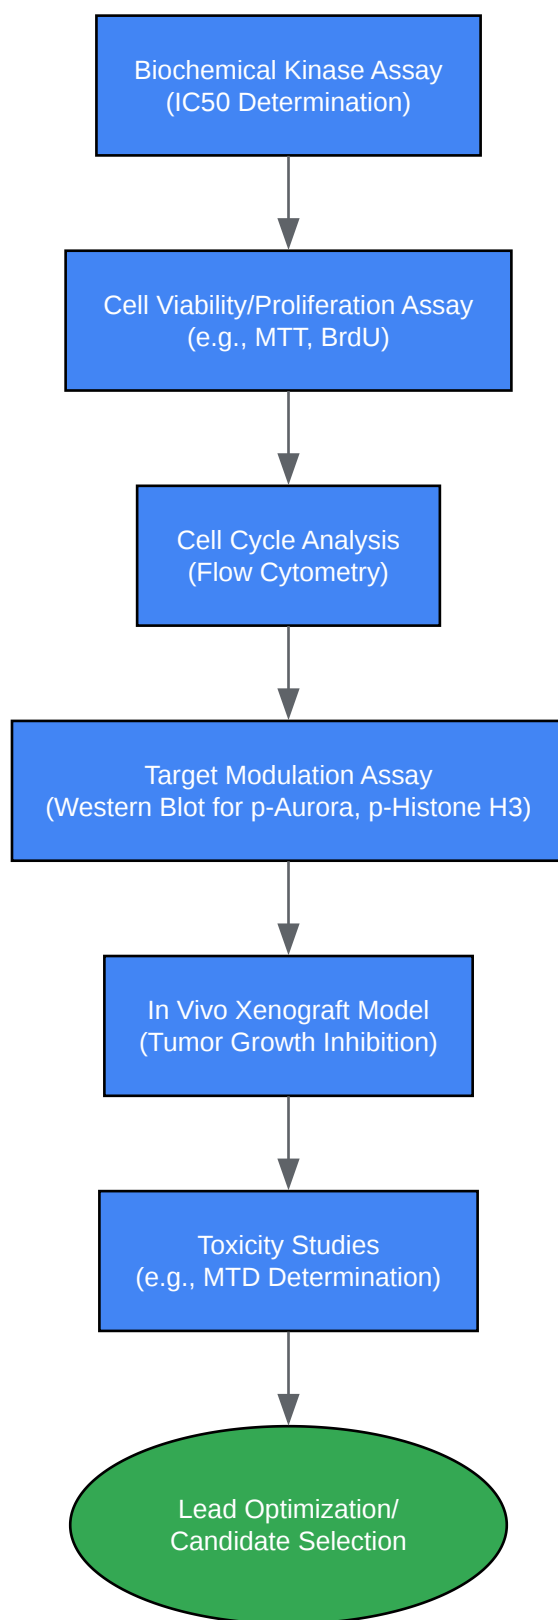 Biochemical Kinase Assay
(IC50 Determination)
Cell Viability/Proliferation Assay
(e.g., MTT, BrdU)
Cell Cycle Analysis
(Flow Cytometry)
Target Modulation Assay
(Western Blot for p-Aurora, p-Histone H3)
In Vivo Xenograft Model
(Tumor Growth Inhibition)
Toxicity Studies
(e.g., MTD Determination)
Lead Optimization/
Candidate Selection